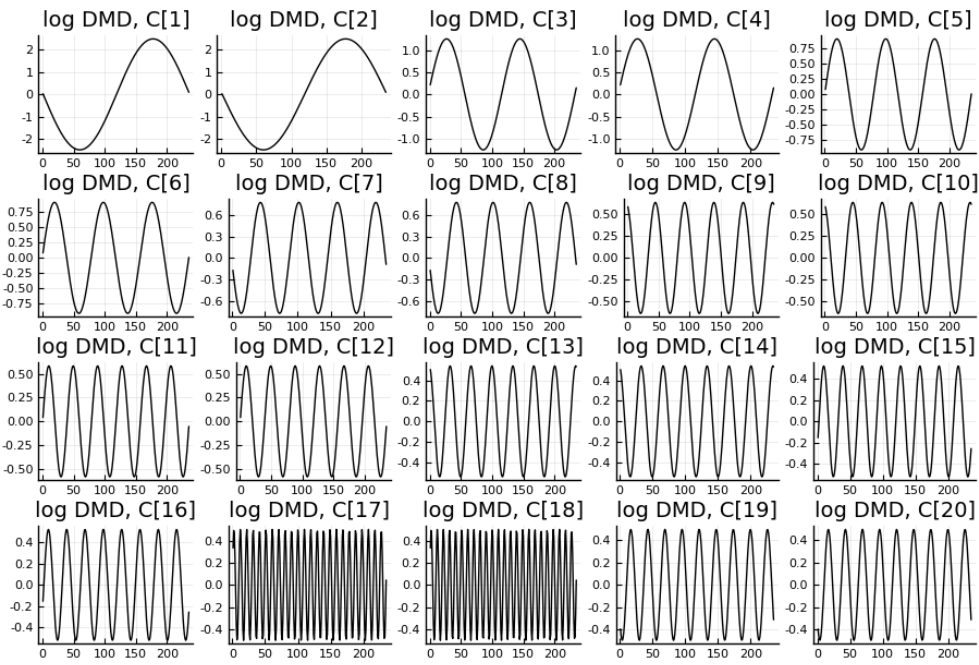 log DMD, C[1] log DMD, C[2] log DMD, C[3] log DMD, C[4] log DMD, C[5]
2 2 1.0 1.0 0.75
1 1 0.5 0.5 0.50
0 0 0.0 0.0 0.25
-1 -1 -0.5 -0.5 0.00
-2 -2 -1.0 -1.0 -0.25
-0.50
-0.75
0 50 100 150 200 0 50 100 150 200 0 50 100 150 200 0 50 100 150 200 0 50 100 150 200
log DMD, C[6] log DMD, C[7] log DMD, C[8] log DMD, C[9] log DMD, C[10]
0.75 0.6 0.6 0.50 0.50
0.50 0.3 0.3 0.25 0.25
0.25 0.0 0.0 0.00 0.00
0.00 -0.3 -0.3 -0.25 -0.25
-0.25 -0.6 -0.6 -0.50 -0.50
-0.50
-0.75
0 50 100 150 200 0 50 100 150 200 0 50 100 150 200 0 50 100 150 200 0 50 100 150 200
log DMD, C[11] log DMD, C[12] log DMD, C[13] log DMD, C[14] log DMD, C[15]
0.50 0.50 0.4 0.4 0.4
0.25 0.25 0.2 0.2 0.2
0.00 0.00 0.0 0.0 0.0
-0.25 -0.25 -0.2 -0.2 -0.2
-0.50 -0.50 -0.4 -0.4 -0.4
0 50 100 150 200 0 50 100 150 200 0 50 100 150 200 0 50 100 150 200 0 50 100 150 200
log DMD, C[16] log DMD, C[17] log DMD, C[18] log DMD, C[19] log DMD, C[20]
0.4 0.4 0.4 0.4 0.4
0.2 0.2 0.2 0.2 0.2
0.0 0.0 0.0 0.0 0.0
-0.2 -0.2 -0.2 -0.2 -0.2
-0.4 -0.4 -0.4 -0.4 -0.4
0 50 100 150 200 0 50 100 150 200 0 50 100 150 200 0 50 100 150 200 0 50 100 150 200